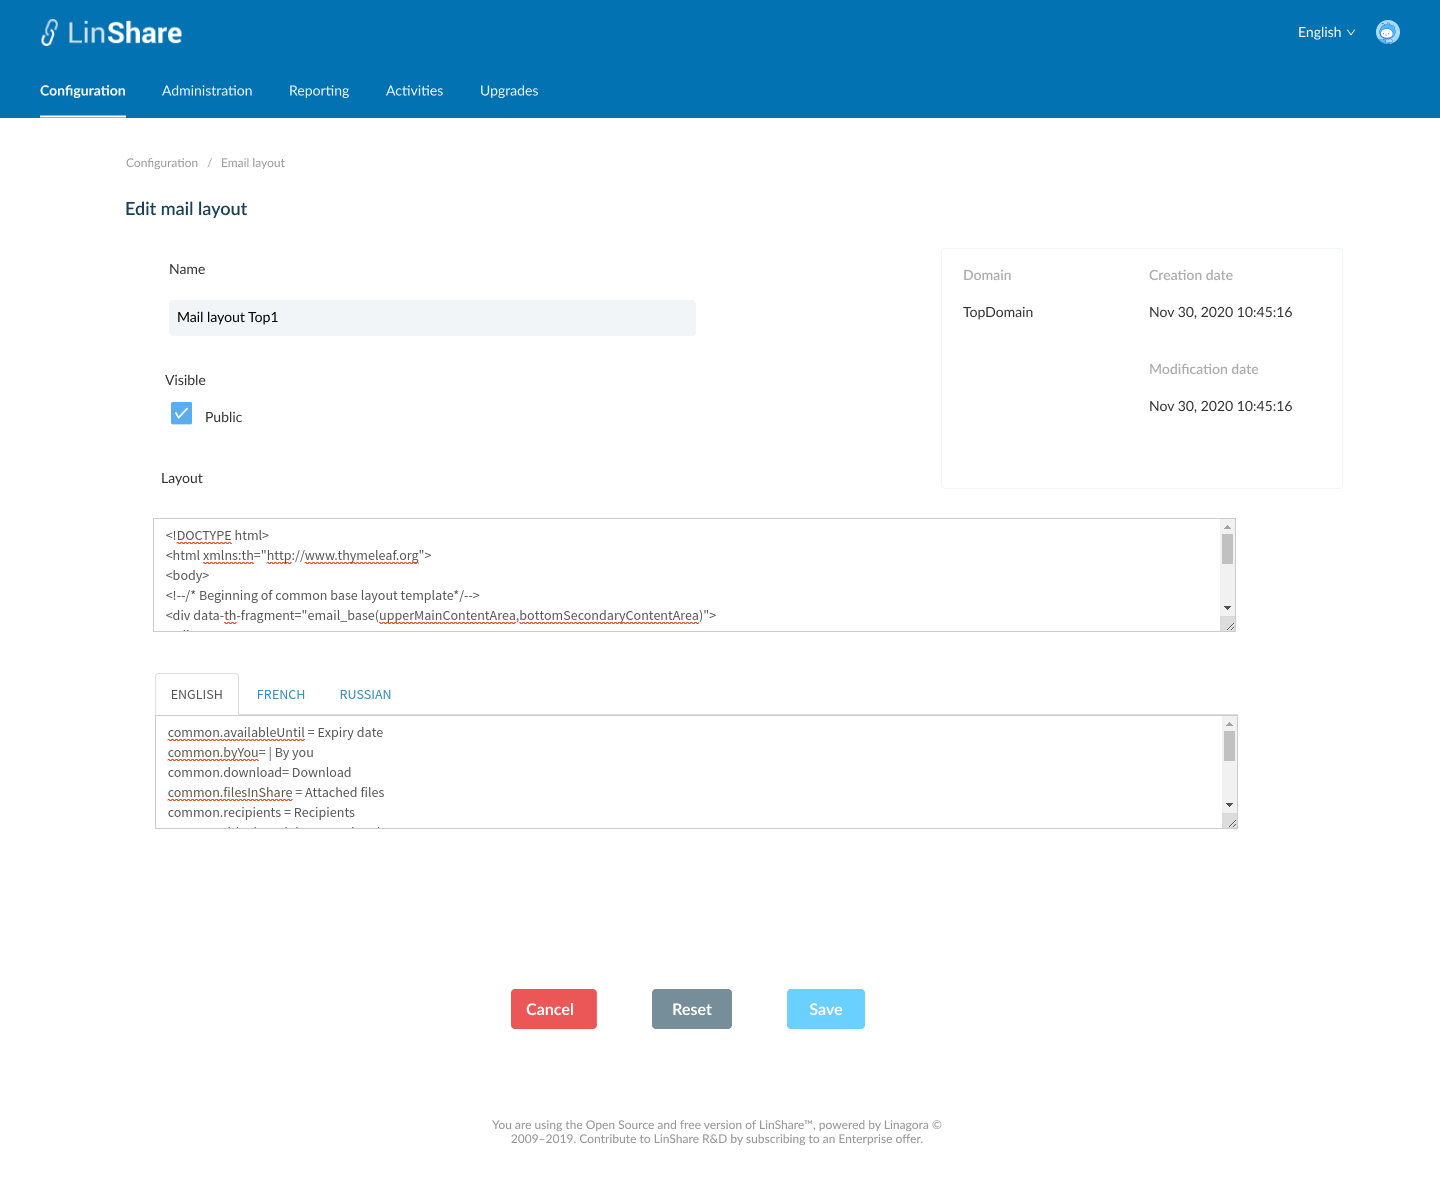 LinShare
English
Configuration Administration Reporting Activities Upgrades
Configuration / Email layout
Edit mail layout
Name
Mail layout Top1
Domain Creation date
TopDomain Nov 30, 2020 10:45:16
Modification date
Nov 30, 2020 10:45:16
Visible
Public
Layout
<!DOCTYPE html>
<html xmlns:th="http://www.thymeleaf.org">
<body>
<!--/* Beginning of common base layout template*/-->
<div data-th-fragment="email_base(upperMainContentArea,bottomSecondaryContentArea)">
ENGLISH FRENCH RUSSIAN
common.availableUntil = Expiry date
common.byYou= | By you
common.download= Download
common.filesInShare = Attached files
common.recipients = Recipients
Cancel Reset Save
You are using the Open Source and free version of LinShare™, powered by Linagora ©
2009–2019. Contribute to LinShare R&D by subscribing to an Enterprise offer.